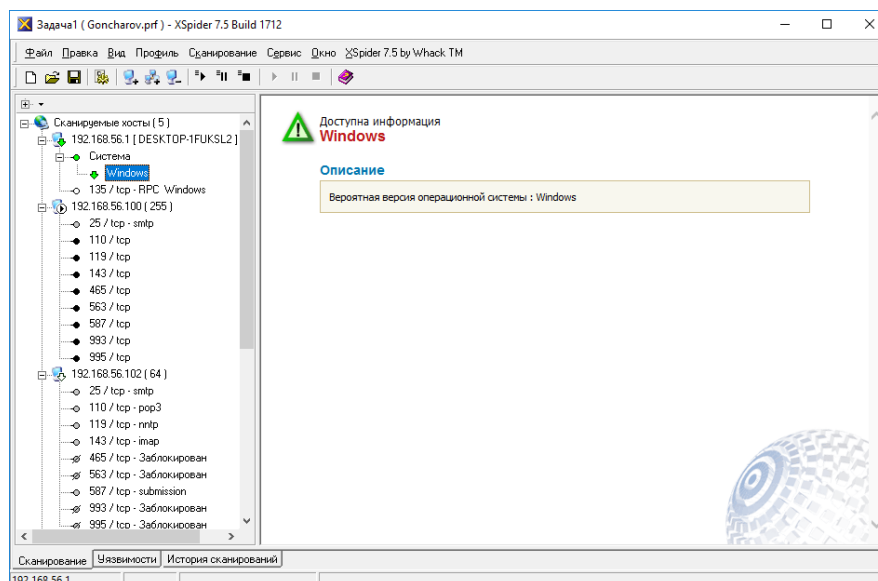 Задача1 ( Goncharov.prf ) - XSpider 7.5 Build 1712
Файл Правка Вид Профиль Сканирование Сервис Окно XSpider 7.5 by Whack TM
Сканируемые хосты ( 5 )
192.168.56.1 [ DESKTOP-1FUKSL2 ]
Система
Windows
135 / tcp - RPC Windows
192.168.56.100 ( 255 )
25 / tcp - smtp
110 / tcp
119 / tcp
143 / tcp
465 / tcp
563 / tcp
587 / tcp
993 / tcp
995 / tcp
192.168.56.102 ( 64 )
25 / tcp - smtp
110 / tcp - pop3
119 / tcp - nntp
143 / tcp - imap
465 / tcp - Заблокирован
563 / tcp - Заблокирован
587 / tcp - submission
993 / tcp - Заблокирован
995 / tcp - Заблокирован
Доступна информация
Windows
Описание
Вероятная версия операционной системы : Windows
Сканирование Уязвимости История сканирований
192.168.56.1